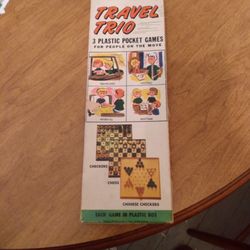 TRAVEL
TRIO
3 PLASTIC POCKET GAMES
FOR PEOPLE ON THE MOVE
CHECKERS
CHESS
CHINESE CHECKERS
EACH GAME IN PLASTIC BOX